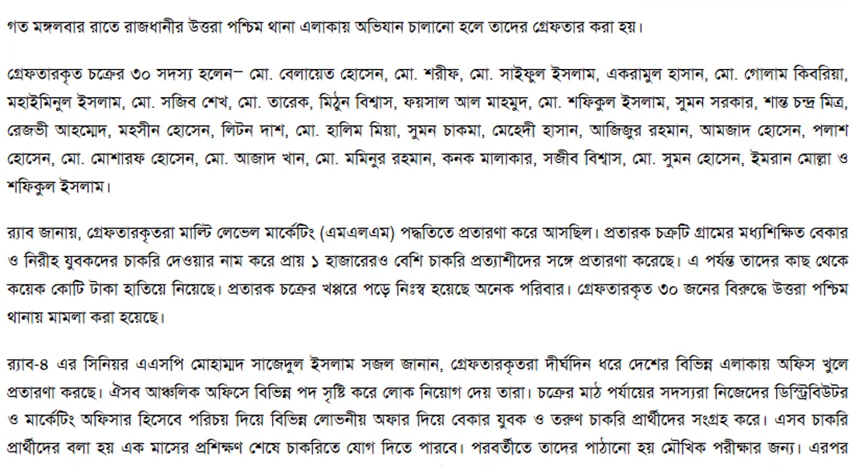 গত মঙ্গলবার রাতে রাজধানীর উত্তরা পশ্চিম থানা এলাকায় অভিযান চালানো হলে তাদের গ্রেফতার করা হয়।
গ্রেফতারকৃত চক্রের ৩০ সদস্য হলেন– মো. বেলায়েত হোসেন, মো. শরীফ, মো. সাইফুল ইসলাম, একরামুল হাসান, মো. গোলাম কিবরিয়া,
মহাইমিনুল ইসলাম, মো. সজিব শেখ, মো. তারেক, মিঠুন বিশ্বাস, ফয়সাল আল মাহমুদ, মো. শফিকুল ইসলাম, সুমন সরকার, শান্ত চন্দ্র মিত্র,
রেজভী আহম্মেদ, মহসীন হোসেন, লিটন দাশ, মো. হালিম মিয়া, সুমন চাকমা, মেহেদী হাসান, আজিজুর রহমান, আমজাদ হোসেন, পলাশ
হোসেন, মো. মোশারফ হোসেন, মো. আজাদ খান, মো. মমিনুর রহমান, কনক মালাকার, সজীব বিশ্বাস, মো. সুমন হোসেন, ইমরান মোল্লা ও
শফিকুল ইসলাম।
র‍্যাব জানায়, গ্রেফতারকৃতরা মাল্টি লেভেল মার্কেটিং (এমএলএম) পদ্ধতিতে প্রতারণা করে আসছিল। প্রতারক চক্রটি গ্রামের মধ্যশিক্ষিত বেকার
ও নিরীহ যুবকদের চাকরি দেওয়ার নাম করে প্রায় ১ হাজারেরও বেশি চাকরি প্রত্যাশীদের সঙ্গে প্রতারণা করেছে। এ পর্যন্ত তাদের কাছ থেকে
কয়েক কোটি টাকা হাতিয়ে নিয়েছে। প্রতারক চক্রের খপ্পরে পড়ে নিঃস্ব হয়েছে অনেক পরিবার। গ্রেফতারকৃত ৩০ জনের বিরুদ্ধে উত্তরা পশ্চিম
থানায় মামলা করা হয়েছে।
র‍্যাব-৪ এর সিনিয়র এএসপি মোহাম্মদ সাজেদুল ইসলাম সজল জানান, গ্রেফতারকৃতরা দীর্ঘদিন ধরে দেশের বিভিন্ন এলাকায় অফিস খুলে
প্রতারণা করছে। ঐসব আঞ্চলিক অফিসে বিভিন্ন পদ সৃষ্টি করে লোক নিয়োগ দেয় তারা। চক্রের মাঠ পর্যায়ের সদস্যরা নিজেদের ডিস্ট্রিবিউটর
ও মার্কেটিং অফিসার হিসেবে পরিচয় দিয়ে বিভিন্ন লোভনীয় অফার দিয়ে বেকার যুবক ও তরুণ চাকরি প্রার্থীদের সংগ্রহ করে। এসব চাকরি
প্রার্থীদের বলা হয় এক মাসের প্রশিক্ষণ শেষে চাকরিতে যোগ দিতে পারবে। পরবর্তীতে তাদের পাঠানো হয় মৌখিক পরীক্ষার জন্য। এরপর